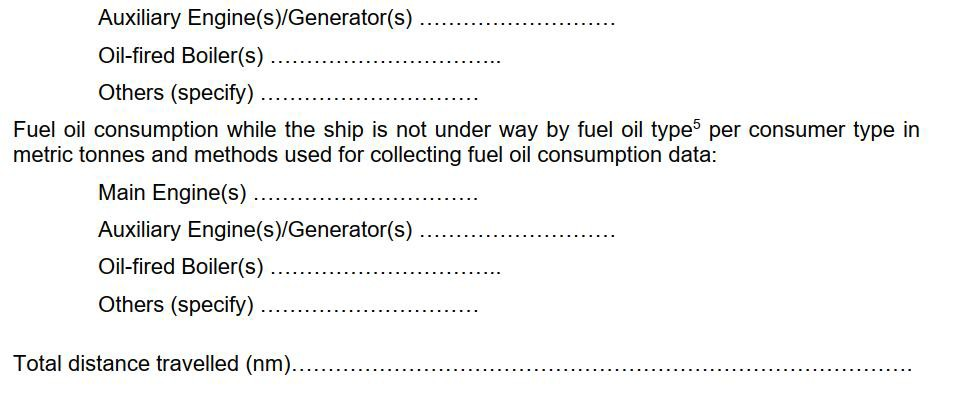 Auxiliary Engine(s)/Generator(s) ………………………
Oil-fired Boiler(s) …………………………..
Others (specify) …………………………
Fuel oil consumption while the ship is not under way by fuel oil type5 per consumer type in
metric tonnes and methods used for collecting fuel oil consumption data:
Main Engine(s) ………………………….
Auxiliary Engine(s)/Generator(s) ………………………
Oil-fired Boiler(s) …………………………..
Others (specify) …………………………
Total distance travelled (nm)………………………………………………………………………….